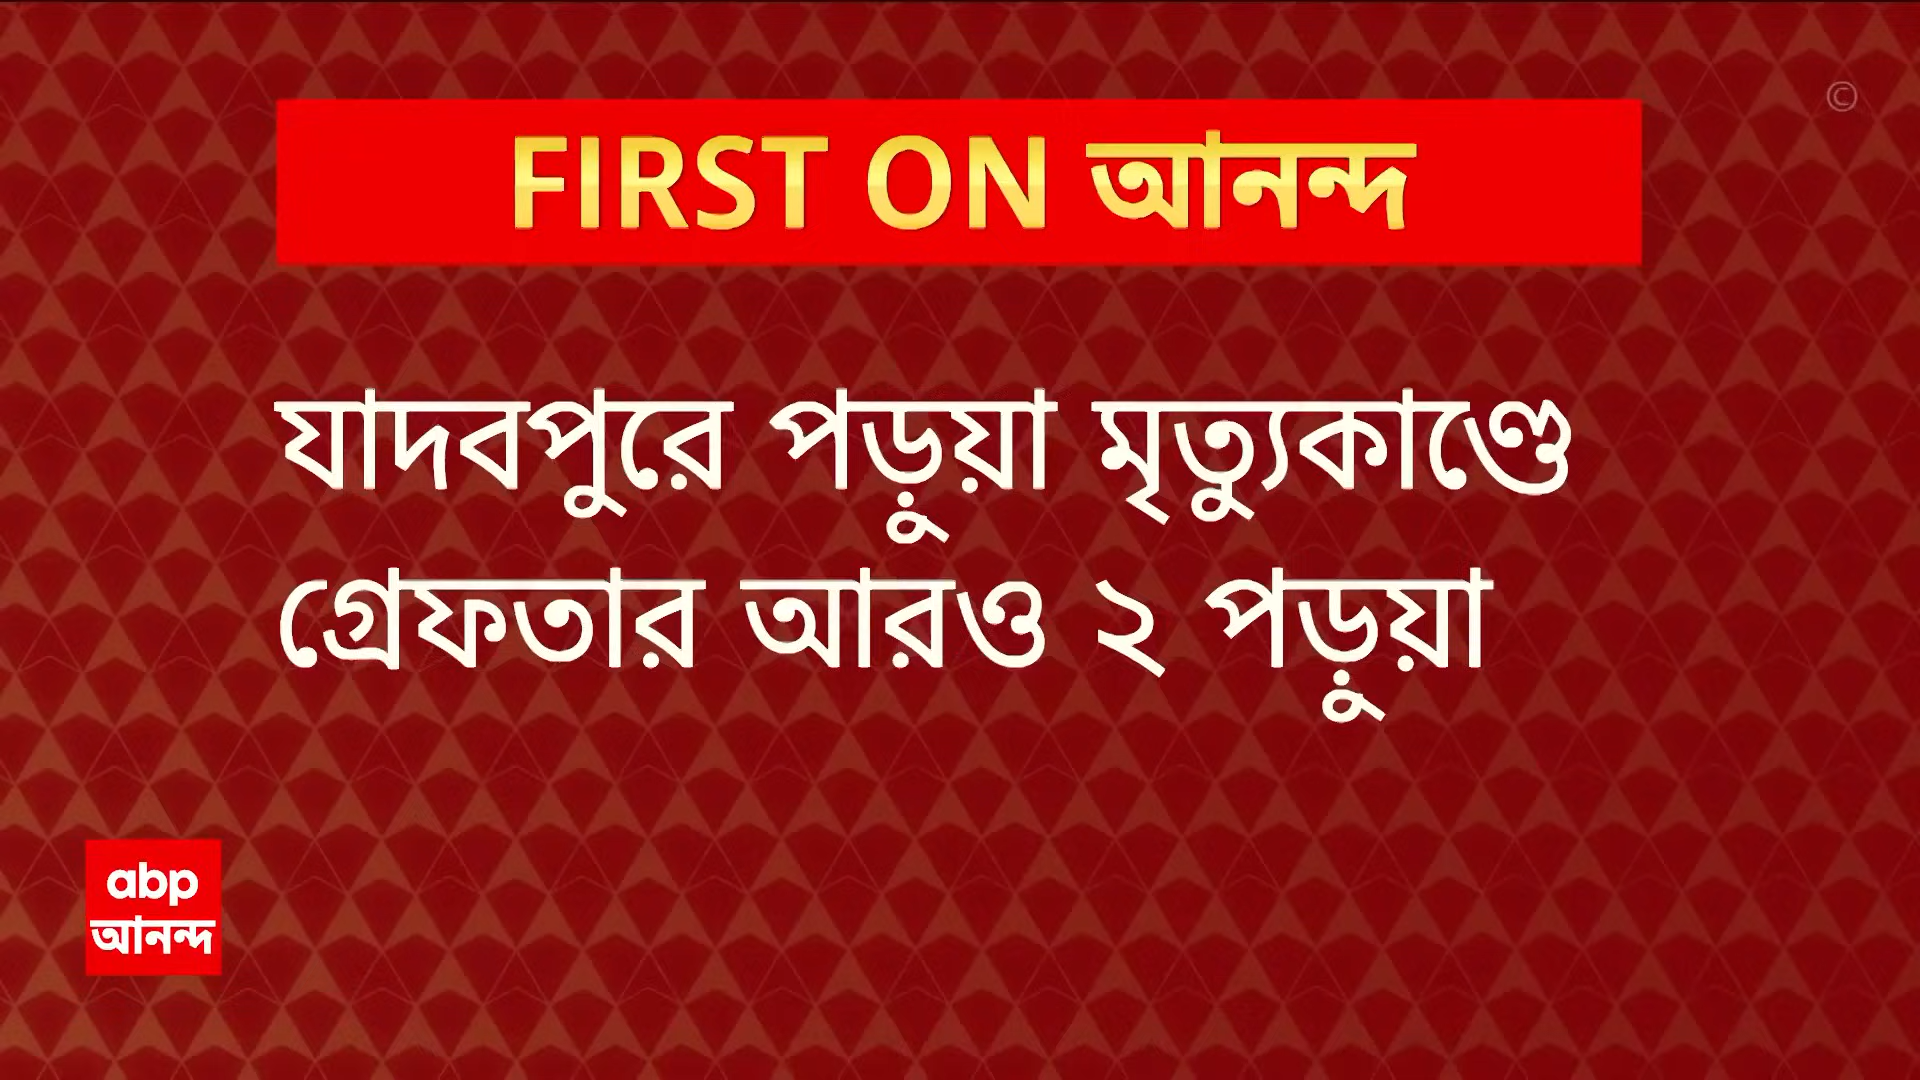 ©
FIRST ON আনন্দ
যাদবপুরে পড়ুয়া মৃত্যুকাণ্ডে
গ্রেফতার আরও ২ পড়ুয়া
abp
আনন্দ